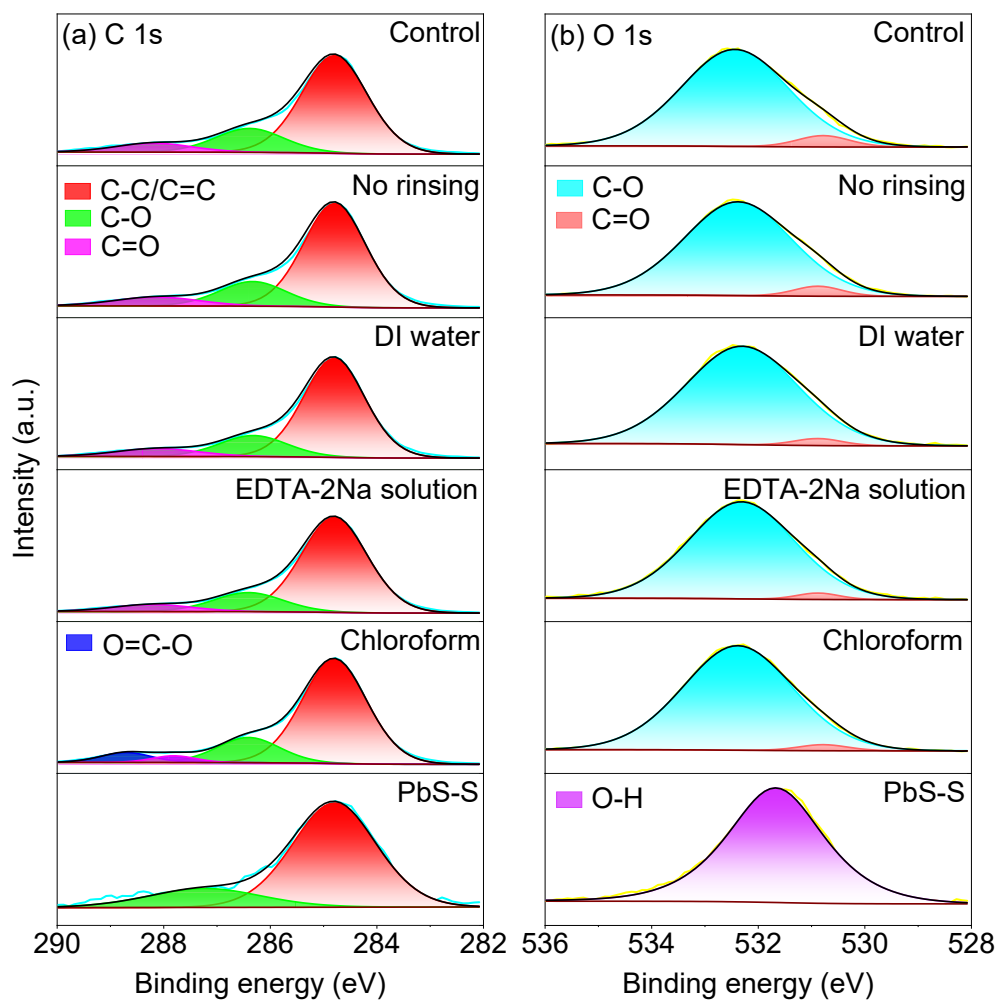 (a) C 1s
Control
C-C/C=C
C-O
C=O
No rinsing
DI water
EDTA-2Na solution
O=C-O
Chloroform
PbS-S
290 288 286 284 282
Binding energy (eV)
Intensity (a.u.)
(b) O 1s
Control
C-O
C=O
No rinsing
DI water
EDTA-2Na solution
Chloroform
O-H
PbS-S
536 534 532 530 528
Binding energy (eV)